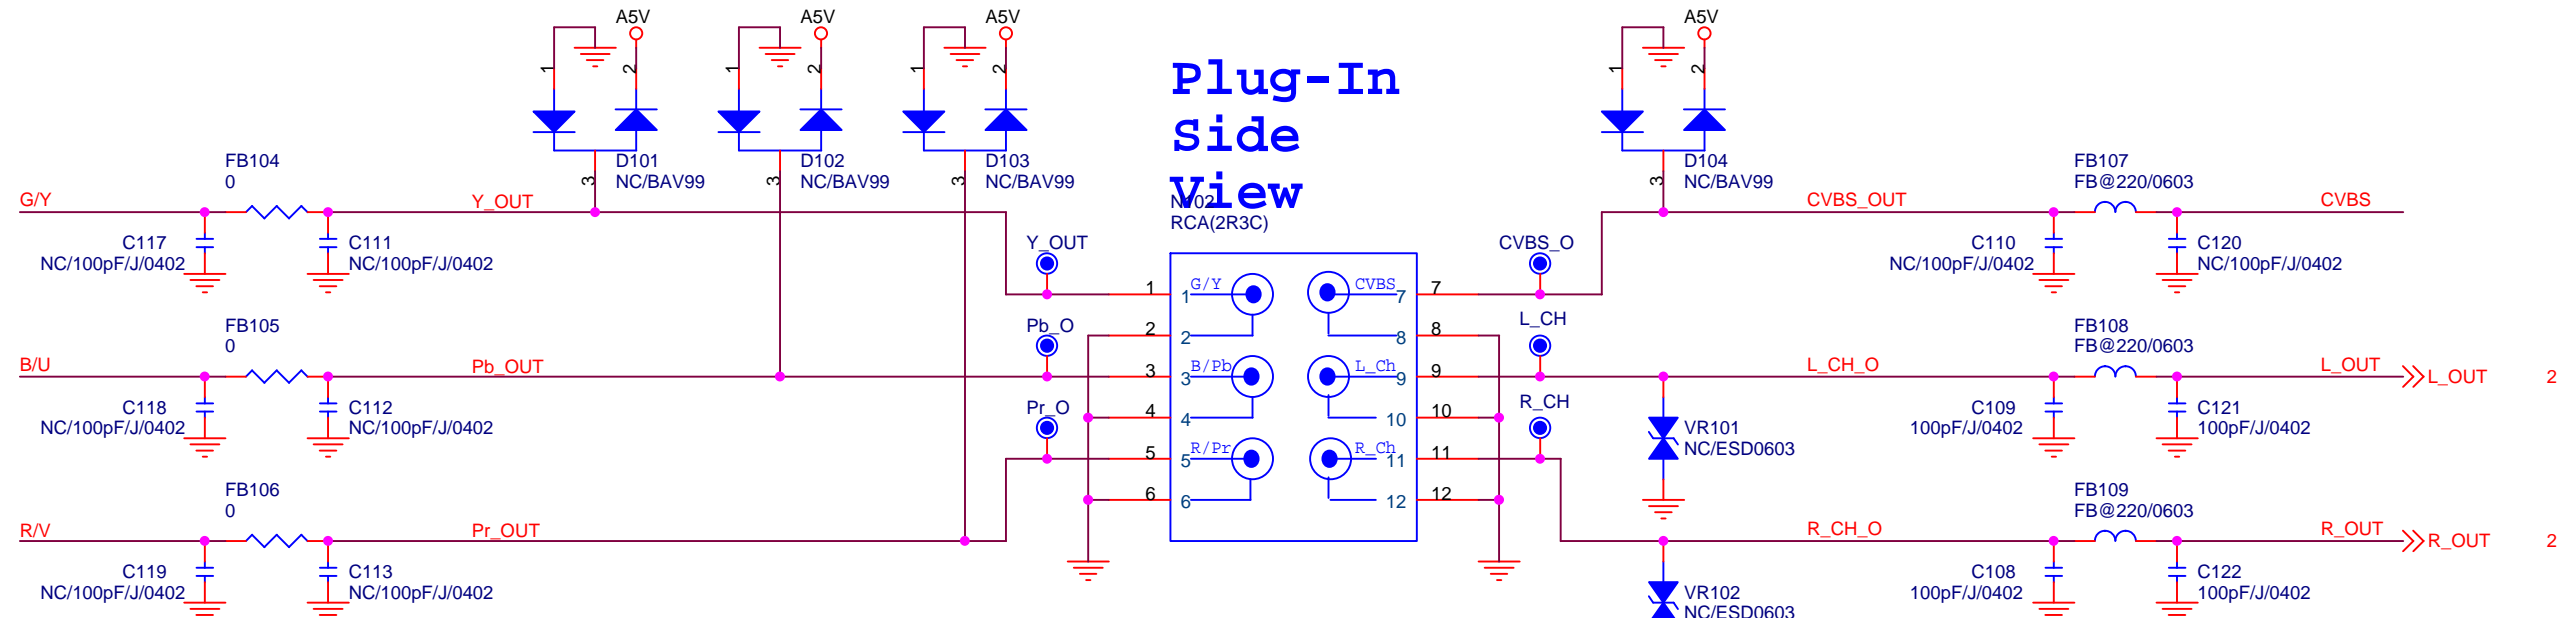 A5V
A5V
A5V
A5V
1
2
1
2
1
2
1
2
Plug-In
Side
View
RCA(2R3C)
D101
NC/BAV99
3
D102
NC/BAV99
3
D103
NC/BAV99
3
D104
NC/BAV99
3
FB104
0
G/Y
Y_OUT
C117
NC/100pF/J/0402
C111
NC/100pF/J/0402
FB105
0
B/U
Pb_OUT
C118
NC/100pF/J/0402
C112
NC/100pF/J/0402
FB106
0
R/V
Pr_OUT
C119
NC/100pF/J/0402
C113
NC/100pF/J/0402
Y_OUT
Pb_O
Pr_O
1
2
3
4
5
6
1
G/Y
2
3
B/Pb
4
5
R/Pr
6
CVBS
7
8
L_Ch
9
10
R_Ch
11
12
7
8
9
10
11
12
CVBS_O
L_CH
R_CH
CVBS_OUT
FB107
FB@220/0603
CVBS
C110
NC/100pF/J/0402
C120
NC/100pF/J/0402
L_CH_O
FB108
FB@220/0603
L_OUT
L_OUT
2
VR101
NC/ESD0603
C109
100pF/J/0402
C121
100pF/J/0402
R_CH_O
FB109
FB@220/0603
R_OUT
R_OUT
2
VR102
NC/ESD0603
C108
100pF/J/0402
C122
100pF/J/0402